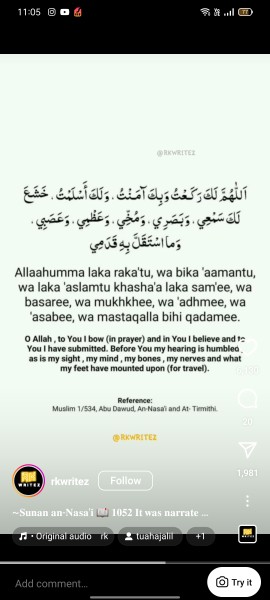 11:05
@RKWRITEZ
اَللّٰهُمَّ لَكَ رَكَعْتُ وَبِكَ آمَنْتُ ، وَلَكَ أَسْلَمْتُ . خَشَعَ
لَكَ سَمْعِي ، وَبَصَرِي ، وَمُخِّي ، وَعَظْمِي ، وَعَصَبِي .
وَما اسْتَقَلَّ بِهِ قَدَمِي
Allaahumma laka raka'tu, wa bika 'aamantu,
wa laka 'aslamtu khasha'a laka sam'ee, wa
basaree, wa mukhkhee, wa 'adhmee, wa
'asabee, wa mastaqalla bihi qadamee.
O Allah , to You I bow (in prayer) and in You I believe and to
You I have submitted. Before You my hearing is humbled,
as is my sight , my mind , my bones , my nerves and what
my feet have mounted upon (for travel).
Reference:
Muslim 1/534, Abu Dawud, An-Nasa'i and At- Tirmithi.
@RKWRITEZ
1,981
WRITEZ
rkwritez
Follow
~Sunan an-Nasa'i 1052 It was narrate ...
• Original audio rk
tuahajalil
+1
Add comment...
Try it